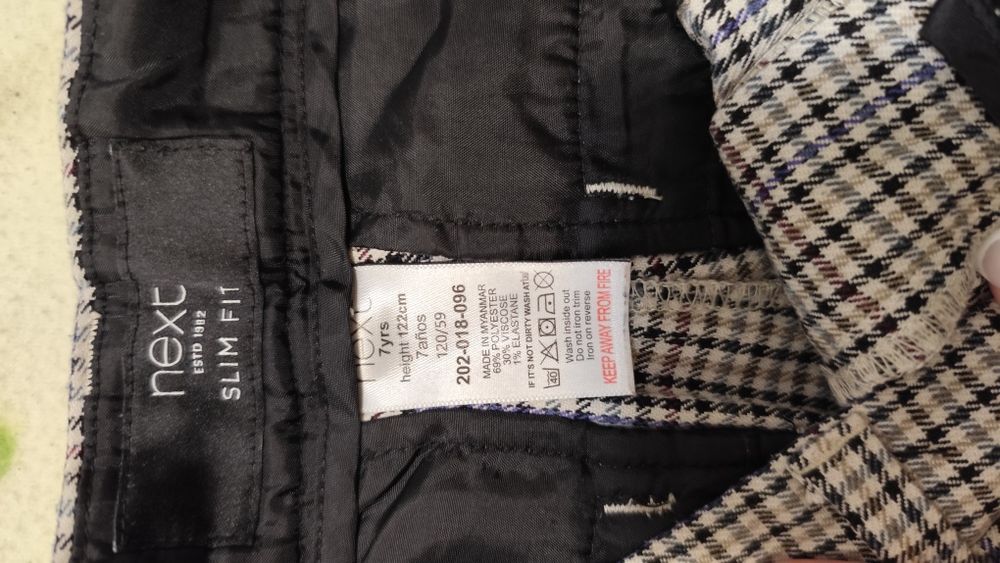 next
ESTD 1982
SLIM FIT
next
7yrs
height 122cm
7años
120/59
202-018-096
MADE IN MYANMAR
69% POLYESTER
30% VISCOSE
1% ELASTANE
IF IT'S NOT DIRTY WASH AT
40
Wash inside out
Do not iron trim
Iron on reverse
KEEP AWAY FROM FIRE